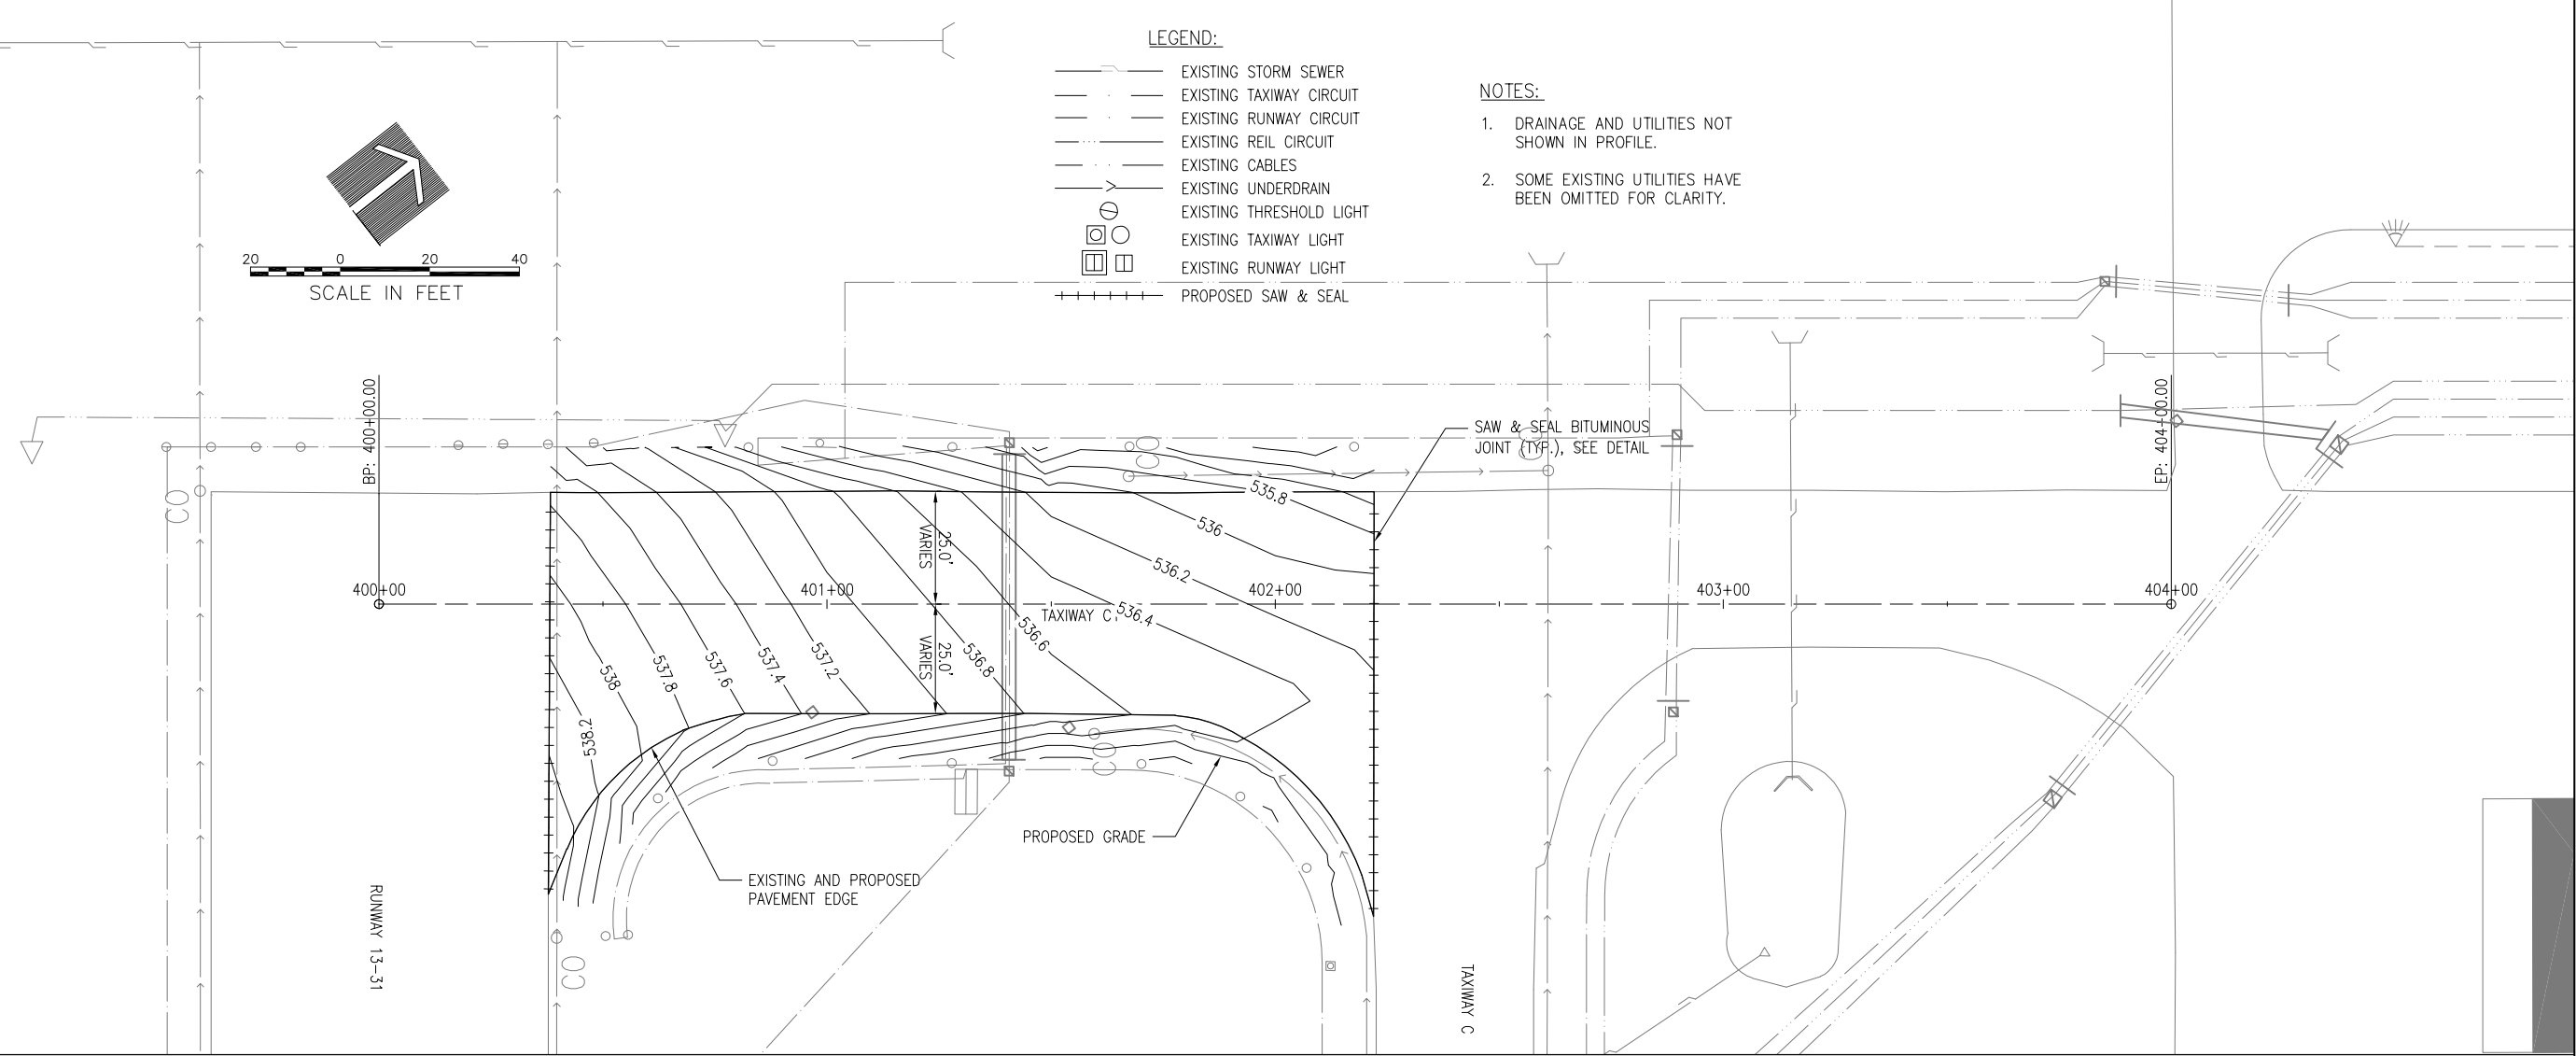 LEGEND:
EXISTING STORM SEWER
EXISTING TAXIWAY CIRCUIT
EXISTING RUNWAY CIRCUIT
EXISTING REIL CIRCUIT
EXISTING CABLES
EXISTING UNDERDRAIN
EXISTING THRESHOLD LIGHT
EXISTING TAXIWAY LIGHT
EXISTING RUNWAY LIGHT
PROPOSED SAW & SEAL
NOTES:
1. DRAINAGE AND UTILITIES NOT
SHOWN IN PROFILE.
2. SOME EXISTING UTILITIES HAVE
BEEN OMITTED FOR CLARITY.
20 0 20 40
SCALE IN FEET
BP: 400+00.00
EP: 404+00.00
SAW & SEAL BITUMINOUS
JOINT (TYP.), SEE DETAIL
CO
CO
CO
535.8
536
536.2
25.0'
VARIES
400+00
401+00
402+00
403+00
404+00
TAXIWAY C1
536.4
536.6
536.8
25.0'
VARIES
537.2
537.4
537.6
537.8
538
538.2
CO
PROPOSED GRADE
EXISTING AND PROPOSED
PAVEMENT EDGE
CO
RUNWAY 13-31
TAXIWAY C